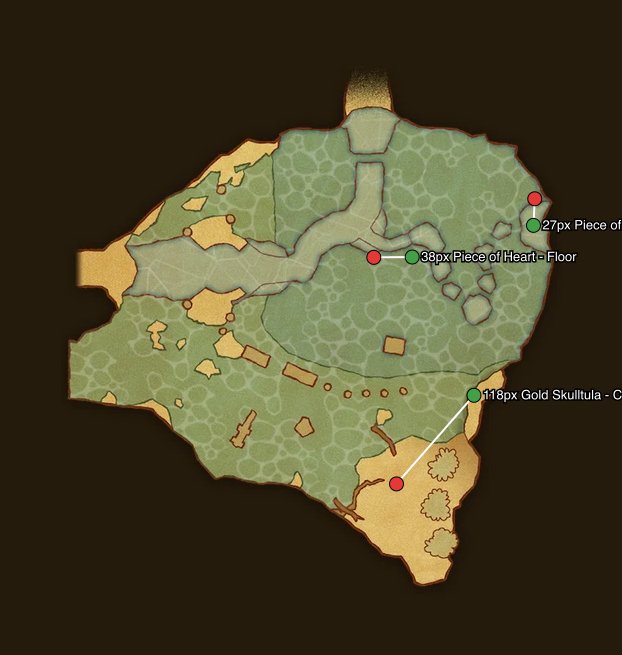 27px Piece of
38px Piece of Heart - Floor
118px Gold Skulltula - C